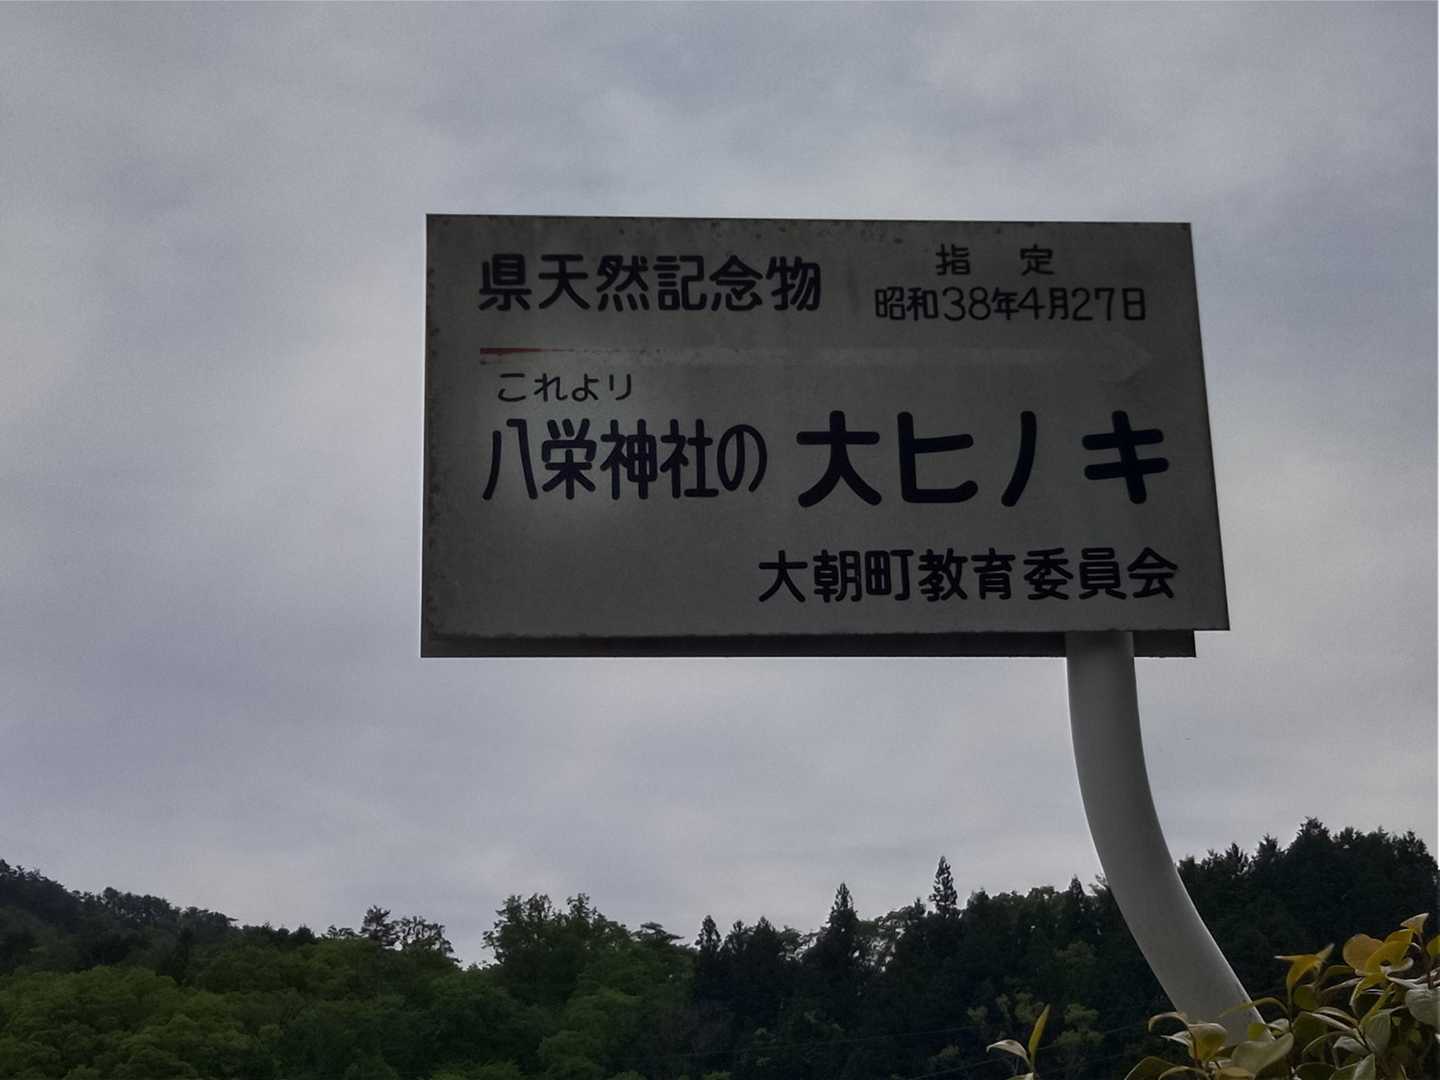 県天然記念物
指定
昭和38年4月27日
これより
八栄神社の大ヒノキ
大朝町教育委員会